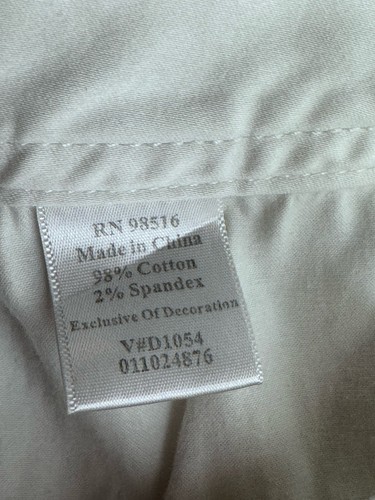 RN 98516
Made in China
98% Cotton
2% Spandex
Exclusive Of Decoration
V#D1054
011024876